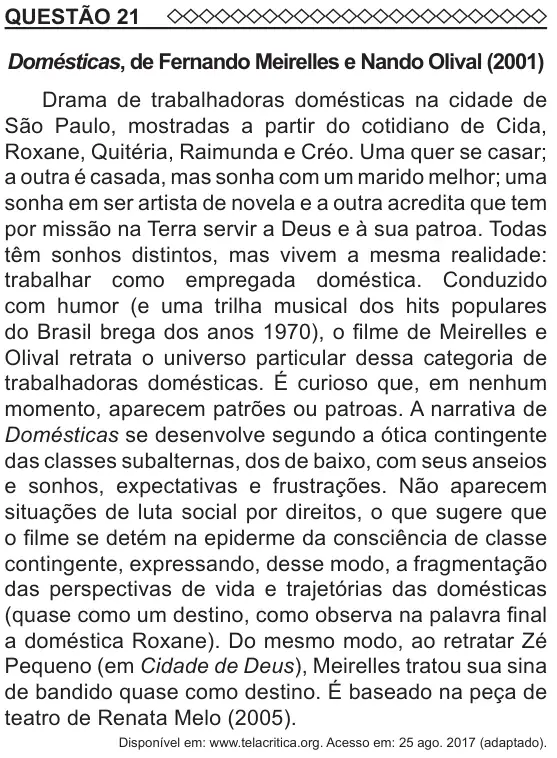 QUESTÃO 21
Domésticas, de Fernando Meirelles e Nando Olival (2001)
Drama de trabalhadoras domésticas na cidade de
São Paulo, mostradas a partir do cotidiano de Cida,
Roxane, Quitéria, Raimunda e Créo. Uma quer se casar;
a outra é casada, mas sonha com um marido melhor; uma
sonha em ser artista de novela e a outra acredita que tem
por missão na Terra servir a Deus e à sua patroa. Todas
têm sonhos distintos, mas vivem a mesma realidade:
trabalhar como empregada doméstica. Conduzido
com humor (e uma trilha musical dos hits populares
do Brasil brega dos anos 1970), o filme de Meirelles e
Olival retrata o universo particular dessa categoria de
trabalhadoras domésticas. É curioso que, em nenhum
momento, aparecem patrões ou patroas. A narrativa de
Domésticas se desenvolve segundo a ótica contingente
das classes subalternas, dos de baixo, com seus anseios
e sonhos, expectativas e frustrações. Não aparecem
situações de luta social por direitos, o que sugere que
o filme se detém na epiderme da consciência de classe
contingente, expressando, desse modo, a fragmentação
das perspectivas de vida e trajetórias das domésticas
(quase como um destino, como observa na palavra final
a doméstica Roxane). Do mesmo modo, ao retratar Zé
Pequeno (em Cidade de Deus), Meirelles tratou sua sina
de bandido quase como destino. É baseado na peça de
teatro de Renata Melo (2005).
Disponível em: www.telacritica.org. Acesso em: 25 ago. 2017 (adaptado).